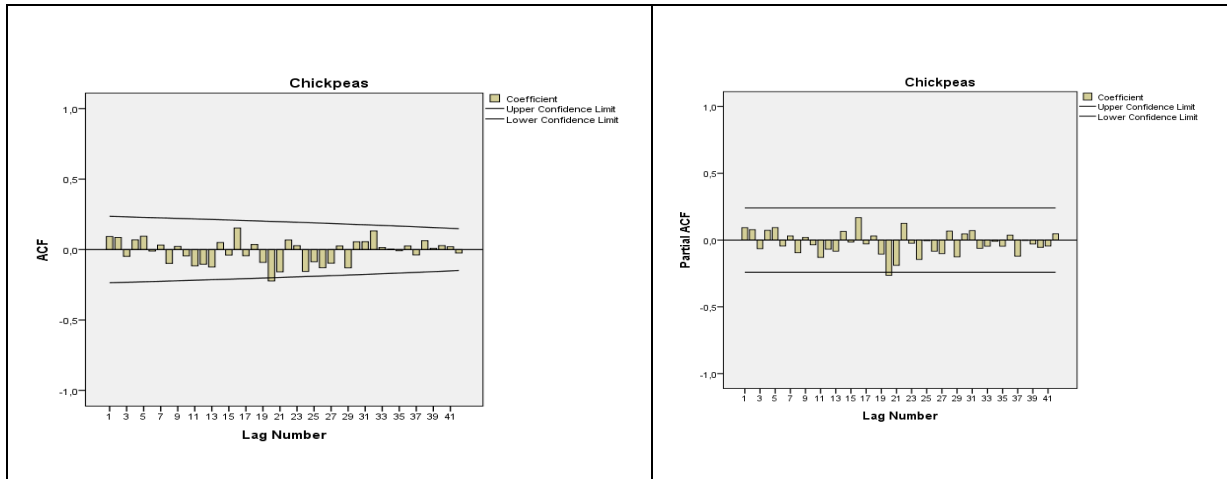 Chickpeas
Coefficient
Upper Confidence Limit
Lower Confidence Limit
1,0
0,5
0,0
-0,5
-1,0
ACF
1 3 5 7 9 11 13 15 17 19 21 23 25 27 29 31 33 35 37 39 41
Lag Number
Chickpeas
Coefficient
Upper Confidence Limit
Lower Confidence Limit
1,0
0,5
0,0
-0,5
-1,0
Partial ACF
1 3 5 7 9 11 13 15 17 19 21 23 25 27 29 31 33 35 37 39 41
Lag Number